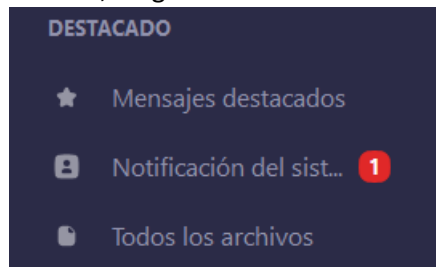 DESTACADO
Mensajes destacados
Notificación del sist... 1
Todos los archivos